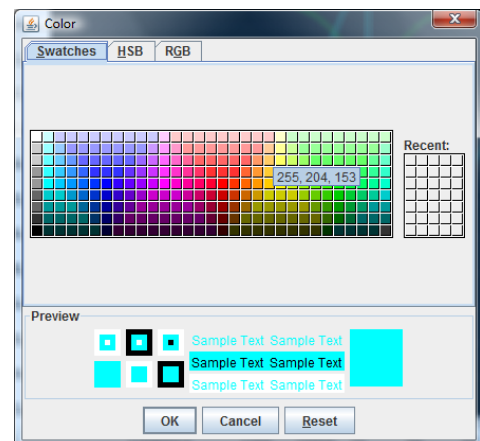 Color
Swatches HSB RGB
Recent:
255, 204, 153
Preview
Sample Text Sample Text
Sample Text Sample Text
Sample Text Sample Text
OK Cancel Reset